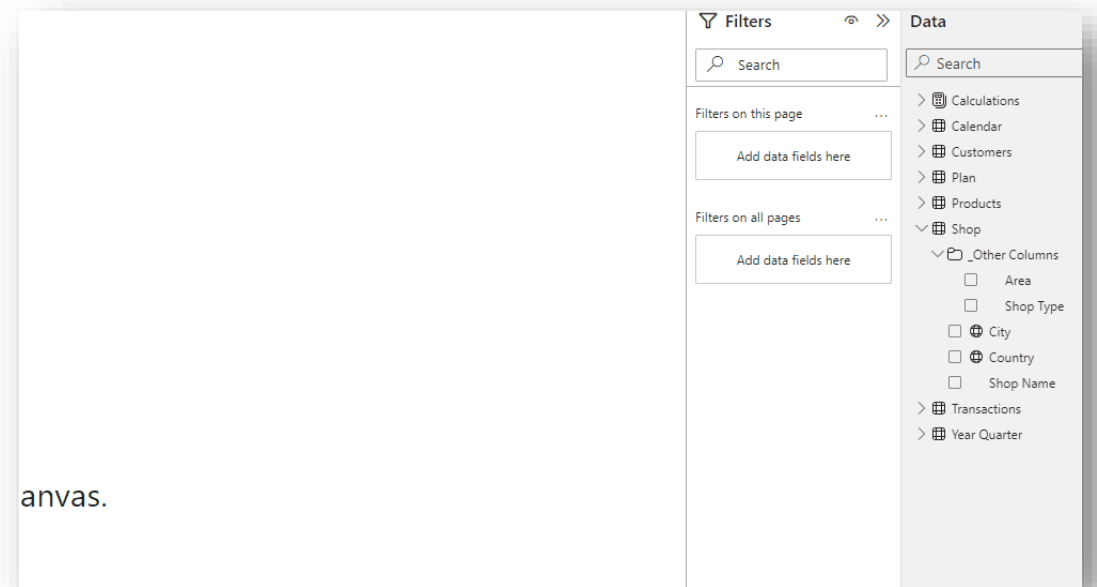 Filters
Search
Filters on this page
...
Add data fields here
Filters on all pages
...
Add data fields here
Data
Search
Calculations
Calendar
Customers
Plan
Products
Shop
_Other Columns
Area
Shop Type
City
Country
Shop Name
Transactions
Year Quarter
anvas.